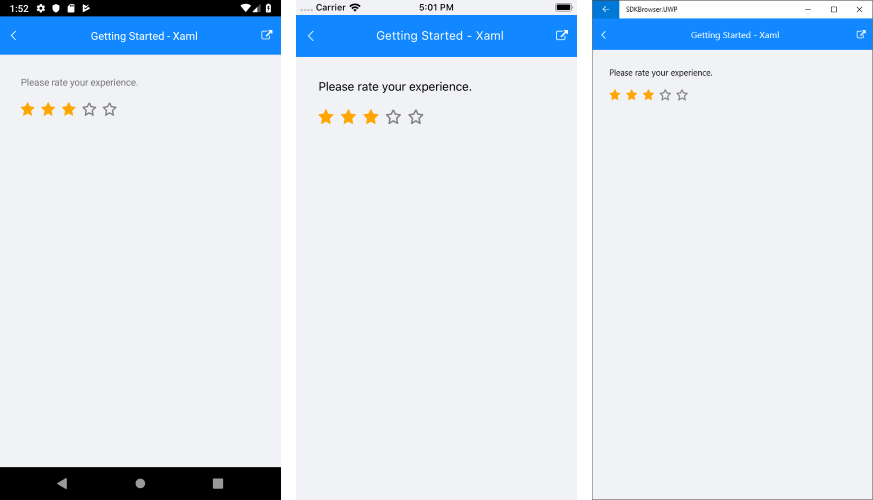 1:52
Getting Started - Xaml
Please rate your experience.
Carrier 5:01 PM
Getting Started - Xaml
Please rate your experience.
SDKBrowser.UWP
Getting Started - Xaml
Please rate your experience.